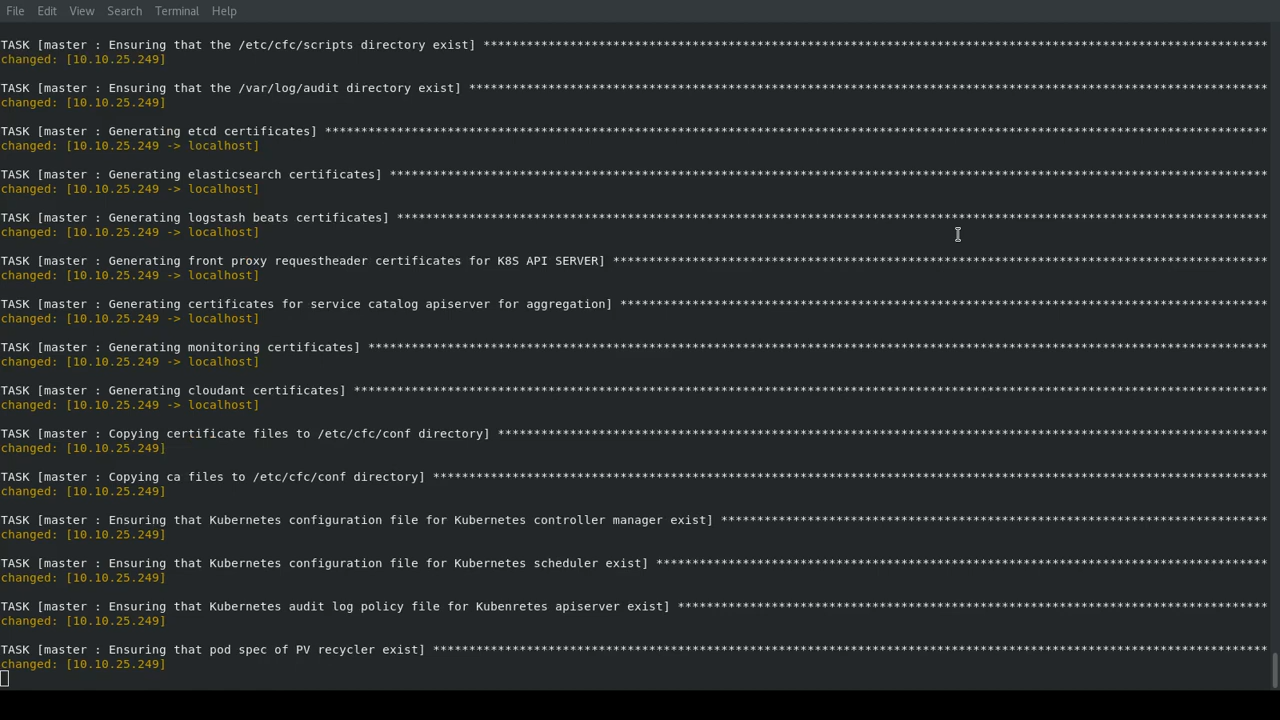 File Edit View Search Terminal Help
TASK [master : Ensuring that the /etc/cfc/scripts directory exist] *************************************************************************************************************
changed: [10.10.25.249]
TASK [master : Ensuring that the /var/log/audit directory exist] ***************************************************************************************************************
changed: [10.10.25.249]
TASK [master : Generating etcd certificates] ***********************************************************************************************************************************
changed: [10.10.25.249 -> localhost]
TASK [master : Generating elasticsearch certificates] **************************************************************************************************************************
changed: [10.10.25.249 -> localhost]
TASK [master : Generating logstash beats certificates] *************************************************************************************************************************
changed: [10.10.25.249 -> localhost]
TASK [master : Generating front proxy requestheader certificates for K8S API SERVER] *******************************************************************************************
changed: [10.10.25.249 -> localhost]
TASK [master : Generating certificates for service catalog apiserver for aggregation] ******************************************************************************************
changed: [10.10.25.249 -> localhost]
TASK [master : Generating monitoring certificates] *****************************************************************************************************************************
changed: [10.10.25.249 -> localhost]
TASK [master : Generating cloudant certificates] *******************************************************************************************************************************
changed: [10.10.25.249 -> localhost]
TASK [master : Copying certificate files to /etc/cfc/conf directory] ***********************************************************************************************************
changed: [10.10.25.249]
TASK [master : Copying ca files to /etc/cfc/conf directory] ********************************************************************************************************************
changed: [10.10.25.249]
TASK [master : Ensuring that Kubernetes configuration file for Kubernetes controller manager exist] ****************************************************************************
changed: [10.10.25.249]
TASK [master : Ensuring that Kubernetes configuration file for Kubernetes scheduler exist] *************************************************************************************
changed: [10.10.25.249]
TASK [master : Ensuring that Kubernetes audit log policy file for Kubenretes apiserver exist] **********************************************************************************
changed: [10.10.25.249]
TASK [master : Ensuring that pod spec of PV recycler exist] ********************************************************************************************************************
changed: [10.10.25.249]